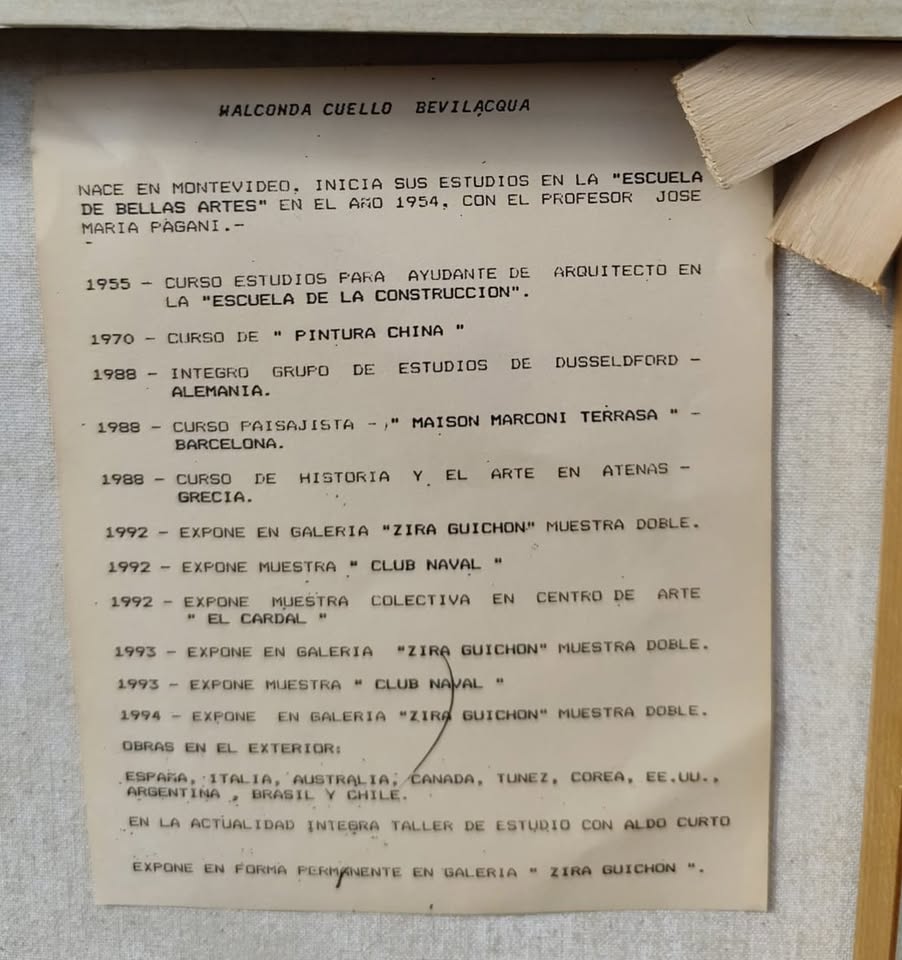 WALCONDA CUELLO BEVILACQUA
NACE EN MONTEVIDEO, INICIA SUS ESTUDIOS EN LA "ESCUELA
DE BELLAS ARTES" EN EL AÑO 1954, CON EL PROFESOR JOSE
MARIA PAGANI.-
1955 - CURSO ESTUDIOS PARA AYUDANTE DE ARQUITECTO EN
LA "ESCUELA DE LA CONSTRUCCION".
1970 - CURSO DE " PINTURA CHINA "
1988 - INTEGRO GRUPO DE ESTUDIOS DE DUSSELDFORD -
ALEMANIA.
1988 - CURSO PAISAJISTA - " MAISON MARCONI TERRASA " -
BARCELONA.
1988 - CURSO DE HISTORIA Y EL ARTE EN ATENAS -
GRECIA.
1992 - EXPONE EN GALERIA "ZIRA GUICHON" MUESTRA DOBLE.
1992 - EXPONE MUESTRA " CLUB NAVAL "
1992 - EXPONE MUESTRA COLECTIVA EN CENTRO DE ARTE
" EL CARDAL "
1993 - EXPONE EN GALERIA "ZIRA GUICHON" MUESTRA DOBLE.
1993 - EXPONE MUESTRA " CLUB NAVAL "
1994 - EXPONE EN GALERIA "ZIRA GUICHON" MUESTRA DOBLE.
OBRAS EN EL EXTERIOR:
ESPAÑA, ITALIA, AUSTRALIA, CANADA, TUNEZ, COREA, EE.UU.,
ARGENTINA , BRASIL Y CHILE.
EN LA ACTUALIDAD INTEGRA TALLER DE ESTUDIO CON ALDO CURTO
EXPONE EN FORMA PERMANENTE EN GALERIA " ZIRA GUICHON ".